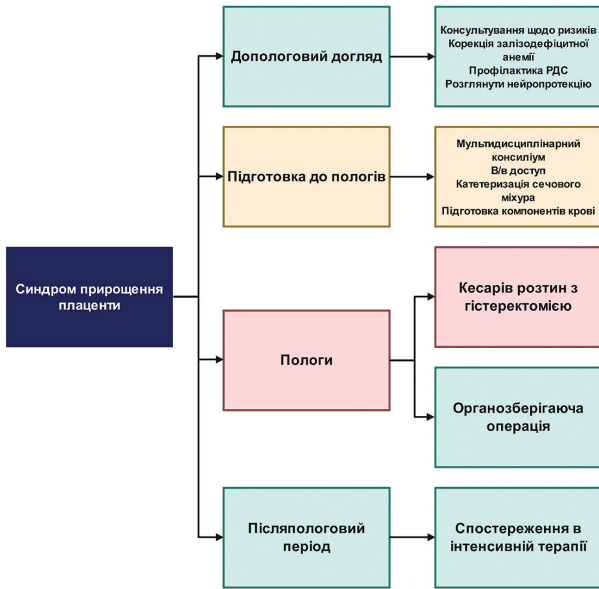 Синдром прирощення
плаценти
Допологовий догляд
Консультування щодо ризиків
Корекція залізодефіцитної
анемії
Профілактика РДС
Розглянути нейропротекцію
Підготовка до пологів
Мультидисциплінарний
консиліум
В/в доступ
Катетеризація сечового
міхура
Підготовка компонентів крові
Пологи
Кесарів розтин з
гістеректомією
Органозберігаюча
операція
Післяпологовий
період
Спостереження в
інтенсивній терапії